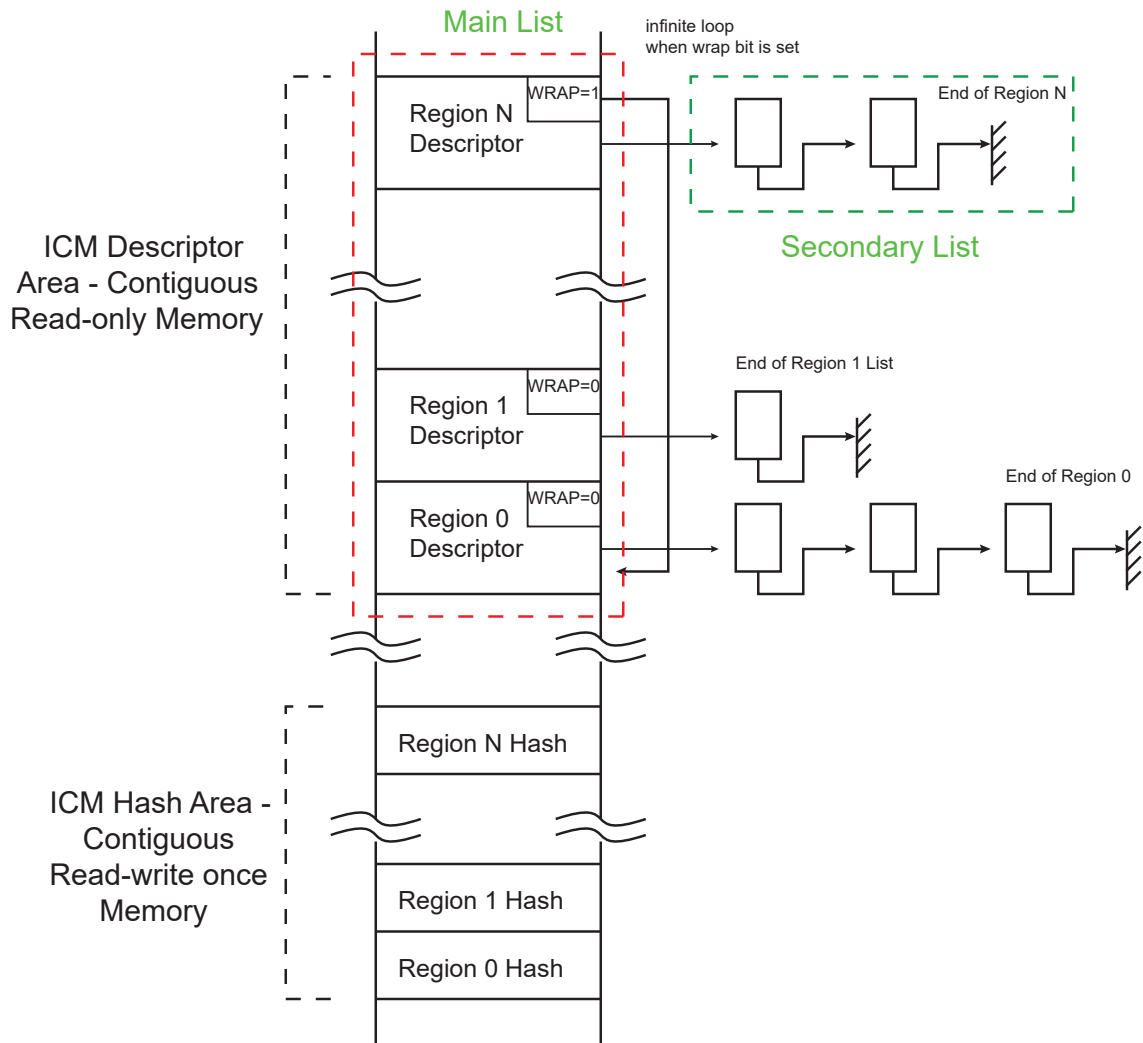 Main List
infinite loop
when wrap bit is set
WRAP=1
End of Region N
Region N
Descriptor
Secondary List
ICM Descriptor
Area - Contiguous
Read-only Memory
End of Region 1 List
WRAP=0
Region 1
Descriptor
End of Region 0
WRAP=0
Region 0
Descriptor
Region N Hash
ICM Hash Area -
Contiguous
Read-write once
Memory
Region 1 Hash
Region 0 Hash